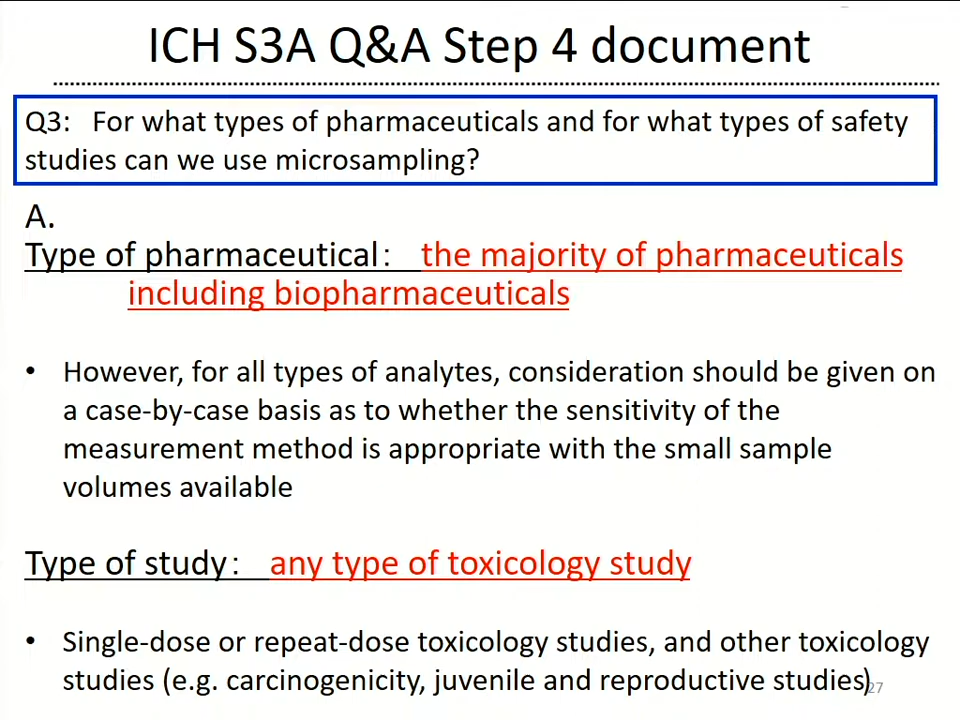 ICH S3A Q&A Step 4 document
Q3: For what types of pharmaceuticals and for what types of safety
studies can we use microsampling?
A.
Type of pharmaceutical: the majority of pharmaceuticals
including biopharmaceuticals
• However, for all types of analytes, consideration should be given on
a case-by-case basis as to whether the sensitivity of the
measurement method is appropriate with the small sample
volumes available
Type of study: any type of toxicology study
• Single-dose or repeat-dose toxicology studies, and other toxicology
studies (e.g. carcinogenicity, juvenile and reproductive studies)
27